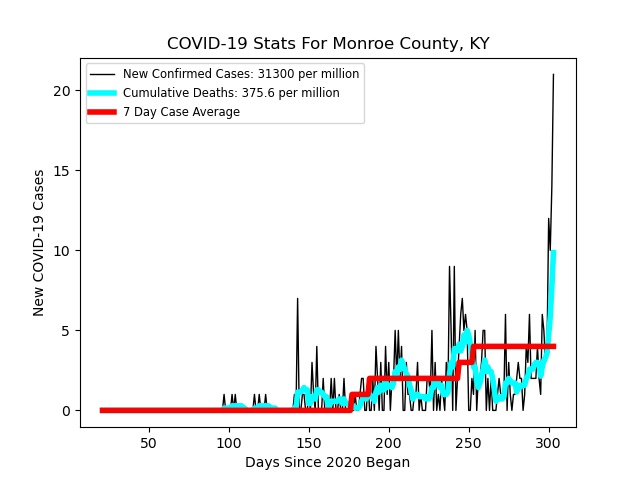 COVID-19 Stats For Monroe County, KY
New Confirmed Cases: 31300 per million
Cumulative Deaths: 375.6 per million
7 Day Case Average
20
15
10
5
0
New COVID-19 Cases
50 100 150 200 250 300
Days Since 2020 Began